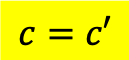 c = c′